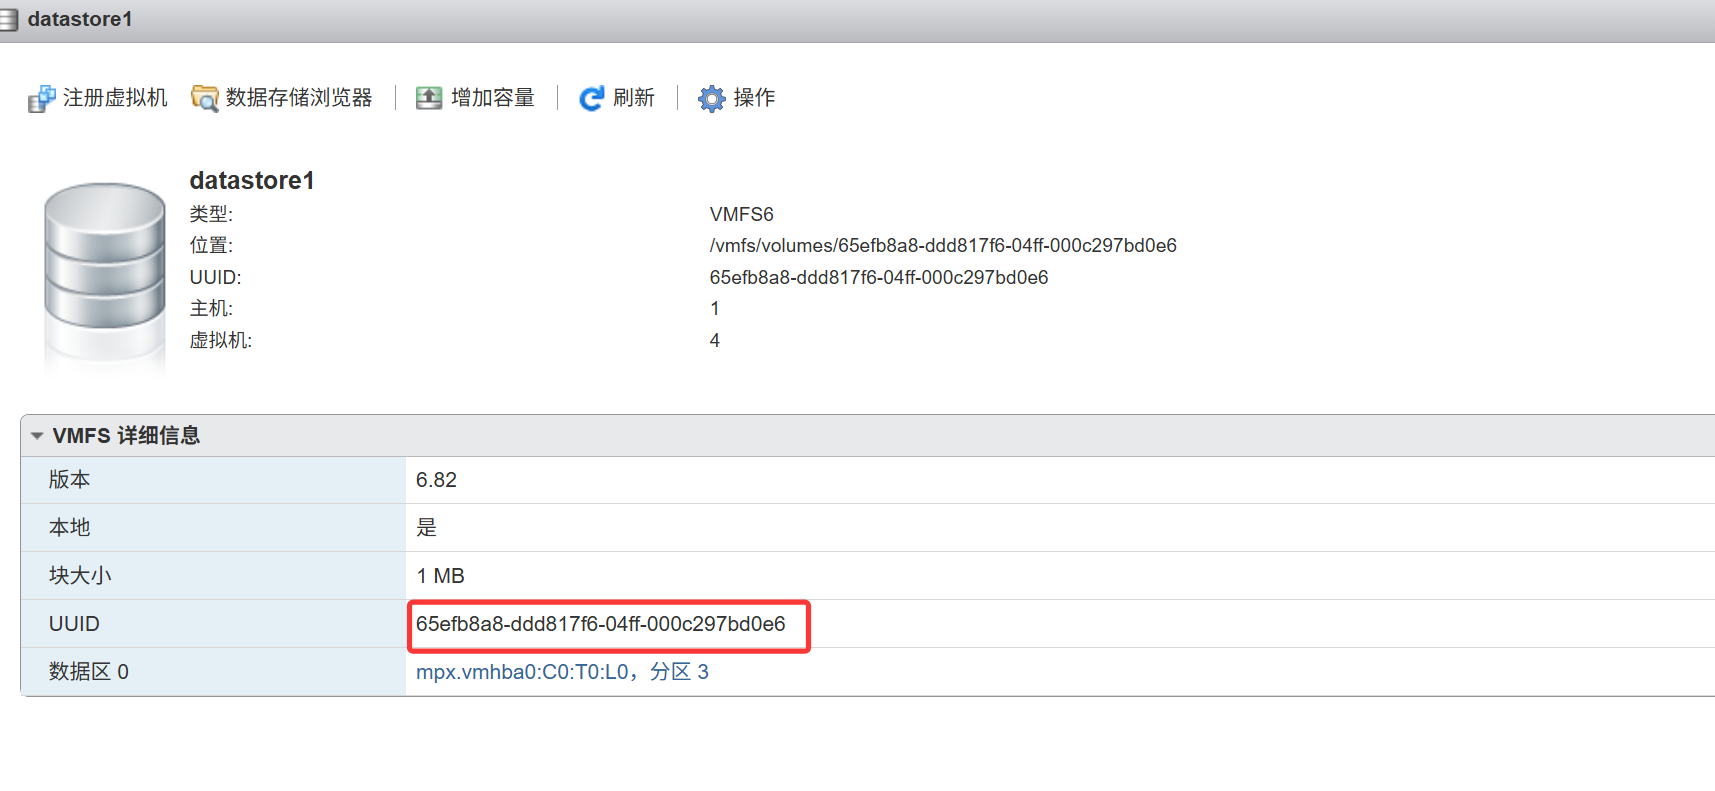 datastore1
注册虚拟机 数据存储浏览器 增加容量 刷新 操作
datastore1
类型: VMFS6
位置: /vmfs/volumes/65efb8a8-ddd817f6-04ff-000c297bd0e6
UUID: 65efb8a8-ddd817f6-04ff-000c297bd0e6
主机: 1
虚拟机: 4
VMFS 详细信息
版本 6.82
本地 是
块大小 1 MB
UUID 65efb8a8-ddd817f6-04ff-000c297bd0e6
数据区 0 mpx.vmhba0:C0:T0:L0，分区 3